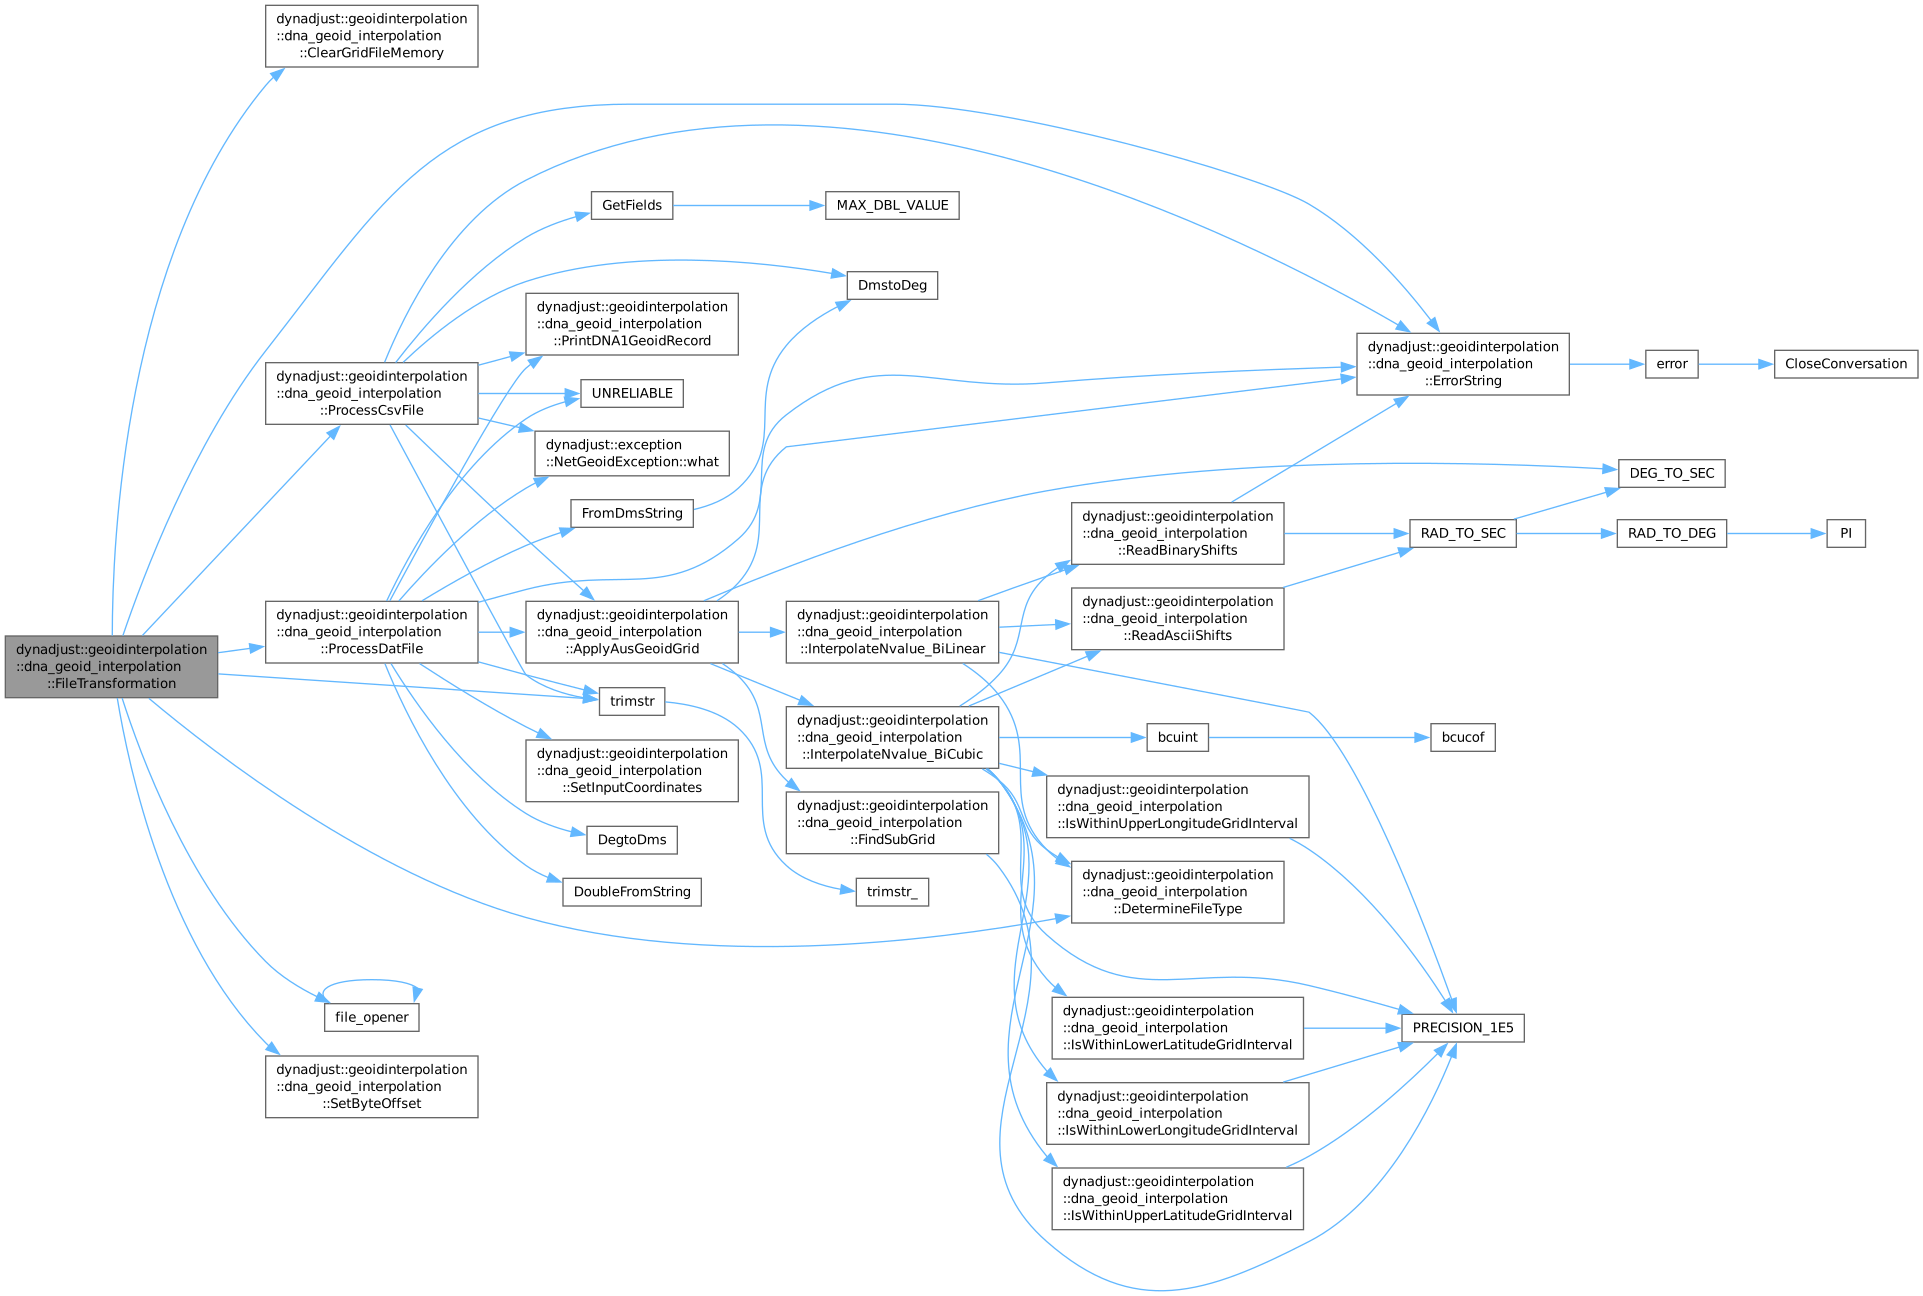 dynadjust::geoidinterpolation
::dna_geoid_interpolation
::ClearGridFileMemory
GetFields
MAX_DBL_VALUE
DmstoDeg
dynadjust::geoidinterpolation
::dna_geoid_interpolation
::PrintDNA1GeoidRecord
dynadjust::geoidinterpolation
::dna_geoid_interpolation
::ErrorString
error
CloseConversation
dynadjust::geoidinterpolation
::dna_geoid_interpolation
::ProcessCsvFile
UNRELIABLE
dynadjust::exception
::NetGeoidException::what
DEG_TO_SEC
FromDmsString
dynadjust::geoidinterpolation
::dna_geoid_interpolation
::ReadBinaryShifts
RAD_TO_SEC
RAD_TO_DEG
PI
dynadjust::geoidinterpolation
::dna_geoid_interpolation
::ReadAsciiShifts
dynadjust::geoidinterpolation
::dna_geoid_interpolation
::ProcessDatFile
dynadjust::geoidinterpolation
::dna_geoid_interpolation
::ApplyAusGeoidGrid
dynadjust::geoidinterpolation
::dna_geoid_interpolation
::InterpolateNvalue_BiLinear
dynadjust::geoidinterpolation
::dna_geoid_interpolation
::FileTransformation
trimstr
dynadjust::geoidinterpolation
::dna_geoid_interpolation
::InterpolateNvalue_BiCubic
bcuint
bcucof
dynadjust::geoidinterpolation
::dna_geoid_interpolation
::SetInputCoordinates
dynadjust::geoidinterpolation
::dna_geoid_interpolation
::IsWithinUpperLongitudeGridInterval
dynadjust::geoidinterpolation
::dna_geoid_interpolation
::FindSubGrid
DegtoDms
DoubleFromString
trimstr_
dynadjust::geoidinterpolation
::dna_geoid_interpolation
::DetermineFileType
file_opener
dynadjust::geoidinterpolation
::dna_geoid_interpolation
::IsWithinLowerLatitudeGridInterval
PRECISION_1E5
dynadjust::geoidinterpolation
::dna_geoid_interpolation
::SetByteOffset
dynadjust::geoidinterpolation
::dna_geoid_interpolation
::IsWithinLowerLongitudeGridInterval
dynadjust::geoidinterpolation
::dna_geoid_interpolation
::IsWithinUpperLatitudeGridInterval